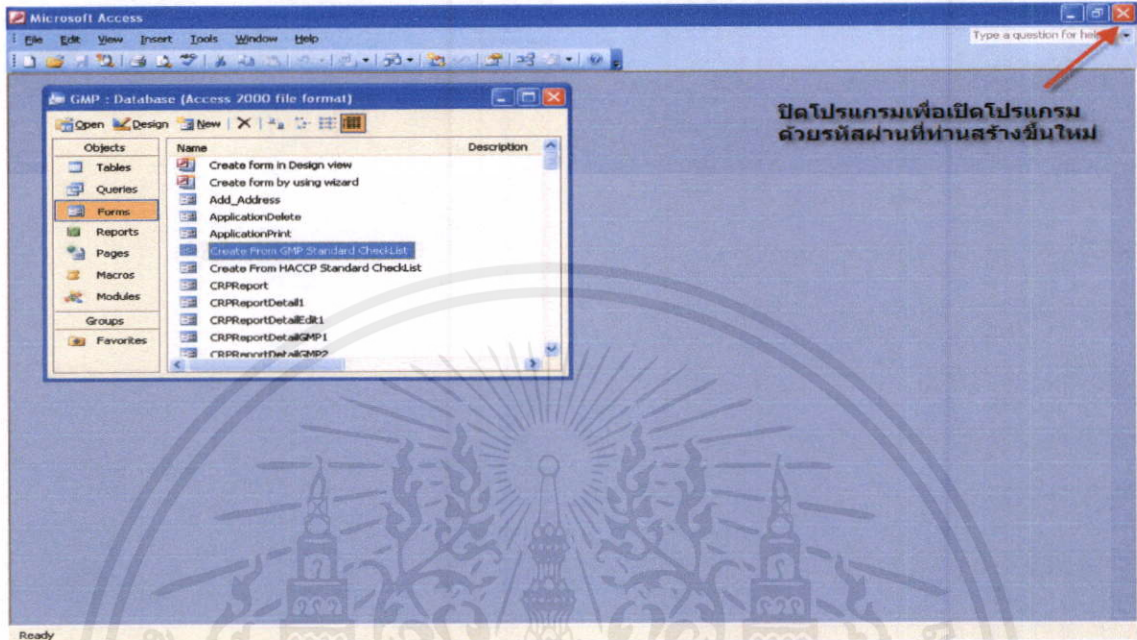 Microsoft Access
File Edit View Insert Tools Window Help
Type a question for help
GMP : Database (Access 2000 file format)
ปิดโปรแกรมเพื่อเปิดโปรแกรม
ด้วยรหัสผ่านที่ท่านสร้างขึ้นใหม่
Open Design New
Objects
Tables
Queries
Forms
Reports
Pages
Macros
Modules
Groups
Favorites
Name Description
Create form in Design view
Create form by using wizard
Add_Address
ApplicationDelete
ApplicationPrint
Create From GMP Standard CheckList
Create From HACCP Standard CheckList
CRPReport
CRPReportDetail1
CRPReportDetailEdit1
CRPReportDetailGMP1
CRPReportDetailGMP2
Ready